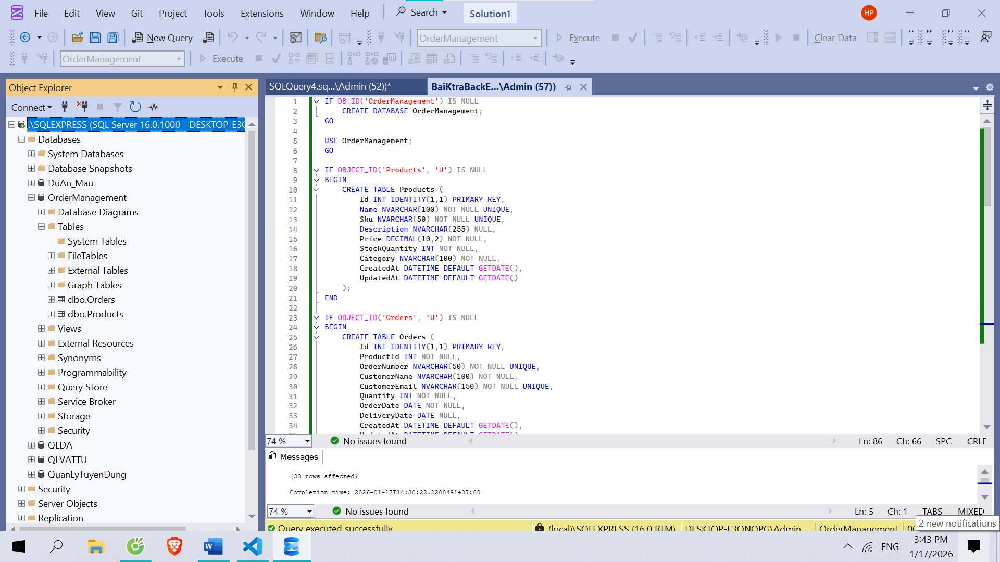 File Edit View Git Project Tools Extensions Window Help Search Solution1 HP
New Query OrderManagement Execute Clear Data
OrderManagement Execute
Object Explorer
Connect
.\SQLEXPRESS (SQL Server 16.0.1000 - DESKTOP-E3
Databases
System Databases
Database Snapshots
DuAn_Mau
OrderManagement
Database Diagrams
Tables
System Tables
FileTables
External Tables
Graph Tables
dbo.Orders
dbo.Products
Views
External Resources
Synonyms
Programmability
Query Store
Service Broker
Storage
Security
QLDA
QLVATTU
QuanLyTuyenDung
Security
Server Objects
Replication
SQLQuery4.sq...\Admin (52))* BaiKtraBackE...\Admin (57))
1 IF DB_ID('OrderManagement') IS NULL
2 CREATE DATABASE OrderManagement;
3 GO
4
5 USE OrderManagement;
6 GO
7
8 IF OBJECT_ID('Products', 'U') IS NULL
9 BEGIN
10 CREATE TABLE Products (
11 Id INT IDENTITY(1,1) PRIMARY KEY,
12 Name NVARCHAR(100) NOT NULL UNIQUE,
13 Sku NVARCHAR(50) NOT NULL UNIQUE,
14 Description NVARCHAR(255) NULL,
15 Price DECIMAL(10,2) NOT NULL,
16 StockQuantity INT NOT NULL,
17 Category NVARCHAR(100) NOT NULL,
18 CreatedAt DATETIME DEFAULT GETDATE(),
19 UpdatedAt DATETIME DEFAULT GETDATE()
20 );
21 END
22
23 IF OBJECT_ID('Orders', 'U') IS NULL
24 BEGIN
25 CREATE TABLE Orders (
26 Id INT IDENTITY(1,1) PRIMARY KEY,
27 ProductId INT NOT NULL,
28 OrderNumber NVARCHAR(50) NOT NULL UNIQUE,
29 CustomerName NVARCHAR(100) NOT NULL,
30 CustomerEmail NVARCHAR(150) NOT NULL UNIQUE,
31 Quantity INT NOT NULL,
32 OrderDate DATE NOT NULL,
33 DeliveryDate DATE NULL,
34 CreatedAt DATETIME DEFAULT GETDATE(),
74 % No issues found Ln: 86 Ch: 66 SPC CRLF
Messages
(30 rows affected)
Completion time: 2026-01-17T14:30:22.2200491+07:00
74 % No issues found Ln: 5 Ch: 1 TABS MIXED
Query executed successfully (local)\SQLEXPRESS (16.0 RTM) DESKTOP-E3QNQPG\Admin OrderManagement
2 new notifications
ENG 3:43 PM
1/17/2026